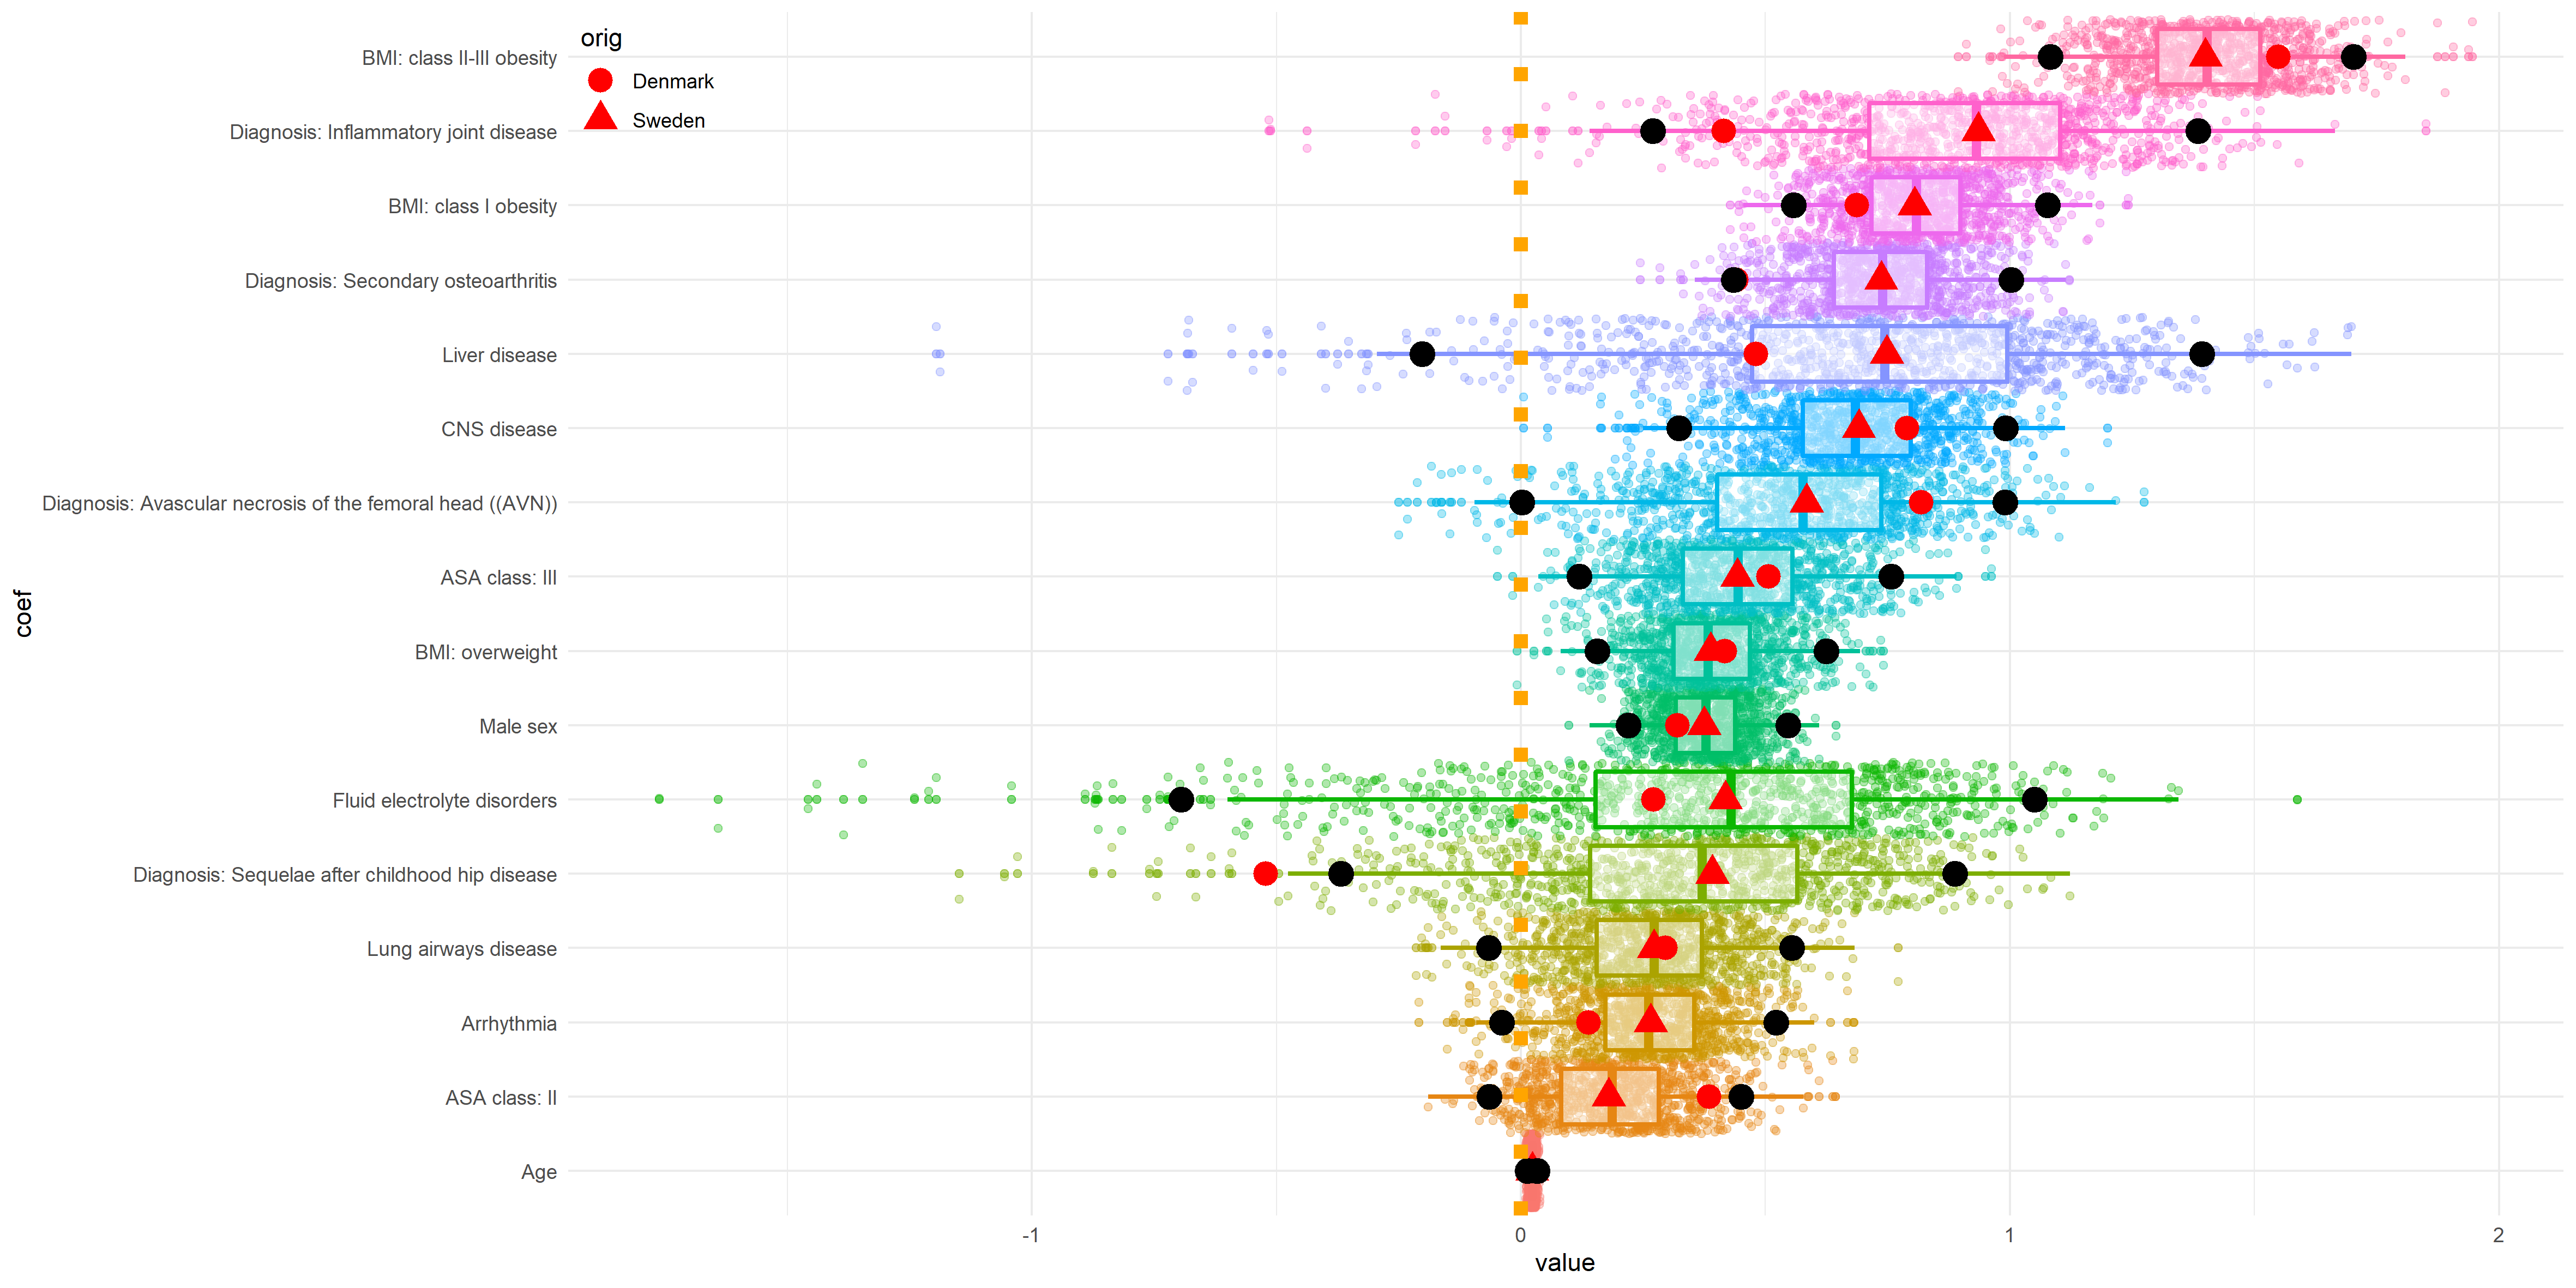 orig
Denmark
Sweden
BMI: class II-III obesity
Diagnosis: Inflammatory joint disease
BMI: class I obesity
Diagnosis: Secondary osteoarthritis
Liver disease
CNS disease
Diagnosis: Avascular necrosis of the femoral head ((AVN))
ASA class: III
BMI: overweight
Male sex
Fluid electrolyte disorders
Diagnosis: Sequelae after childhood hip disease
Lung airways disease
Arrhythmia
ASA class: II
Age
coef
-1
0
1
2
value